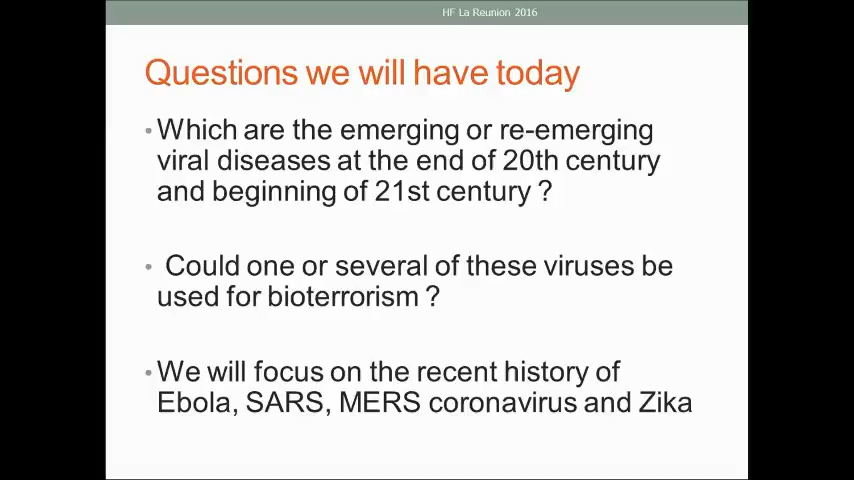 HF La Reunion 2016
Questions we will have today
•Which are the emerging or re-emerging
viral diseases at the end of 20th century
and beginning of 21st century ?
• Could one or several of these viruses be
used for bioterrorism ?
•We will focus on the recent history of
Ebola, SARS, MERS coronavirus and Zika